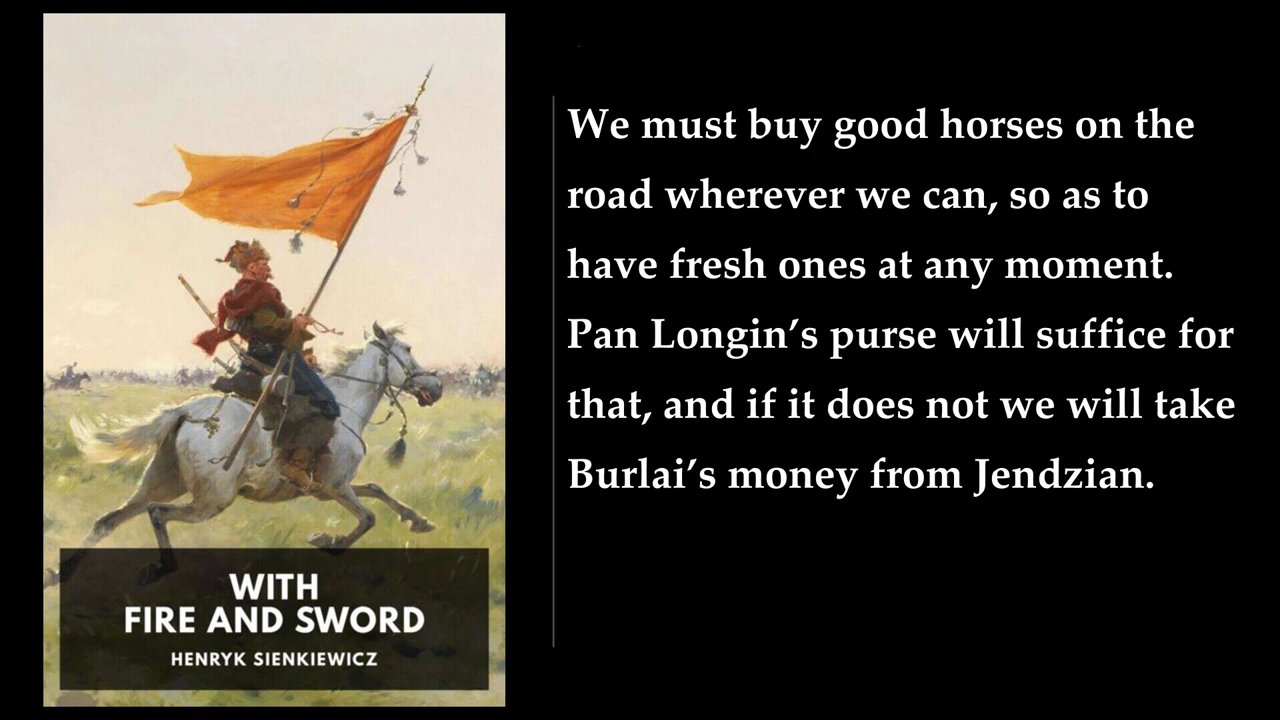 WITH
FIRE AND SWORD
HENRYK SIENKIEWICZ
We must buy good horses on the
road wherever we can, so as to
have fresh ones at any moment.
Pan Longin’s purse will suffice for
that, and if it does not we will take
Burlai’s money from Jendzian.